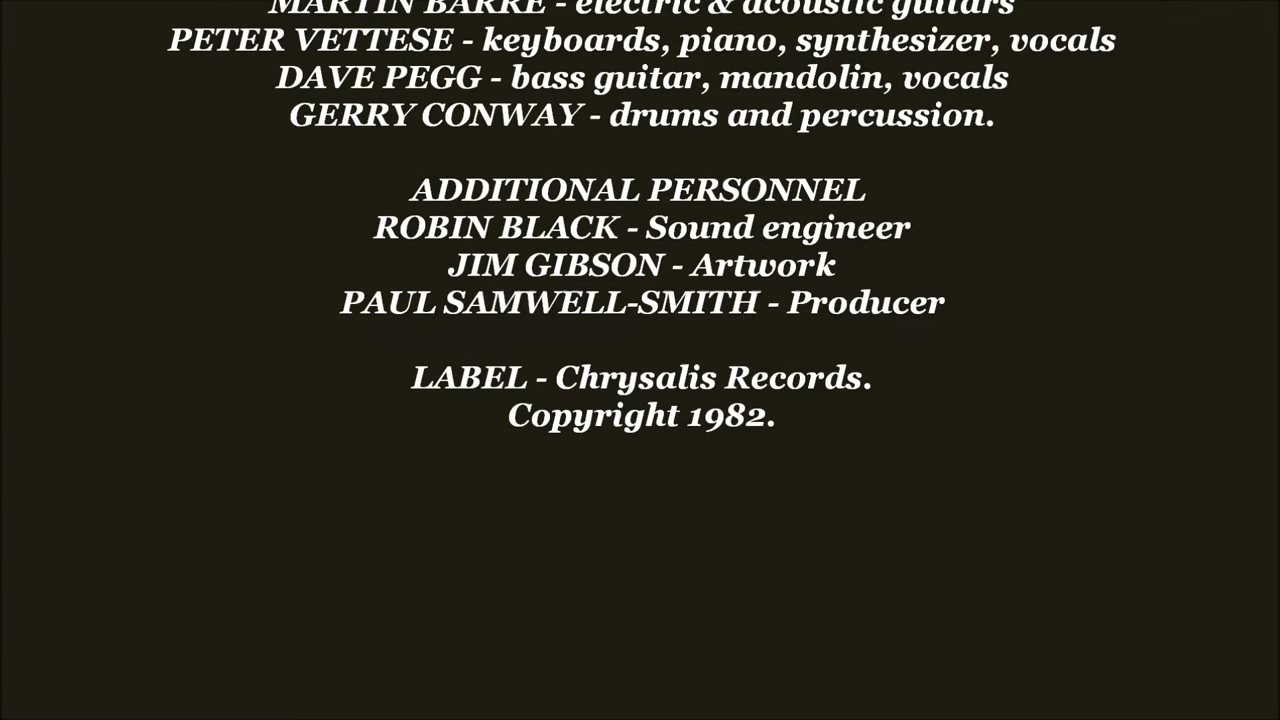 MARTIN BARRE - electric & acoustic guitars
PETER VETTESE - keyboards, piano, synthesizer, vocals
DAVE PEGG - bass guitar, mandolin, vocals
GERRY CONWAY - drums and percussion.
ADDITIONAL PERSONNEL
ROBIN BLACK - Sound engineer
JIM GIBSON - Artwork
PAUL SAMWELL-SMITH - Producer
LABEL - Chrysalis Records.
Copyright 1982.